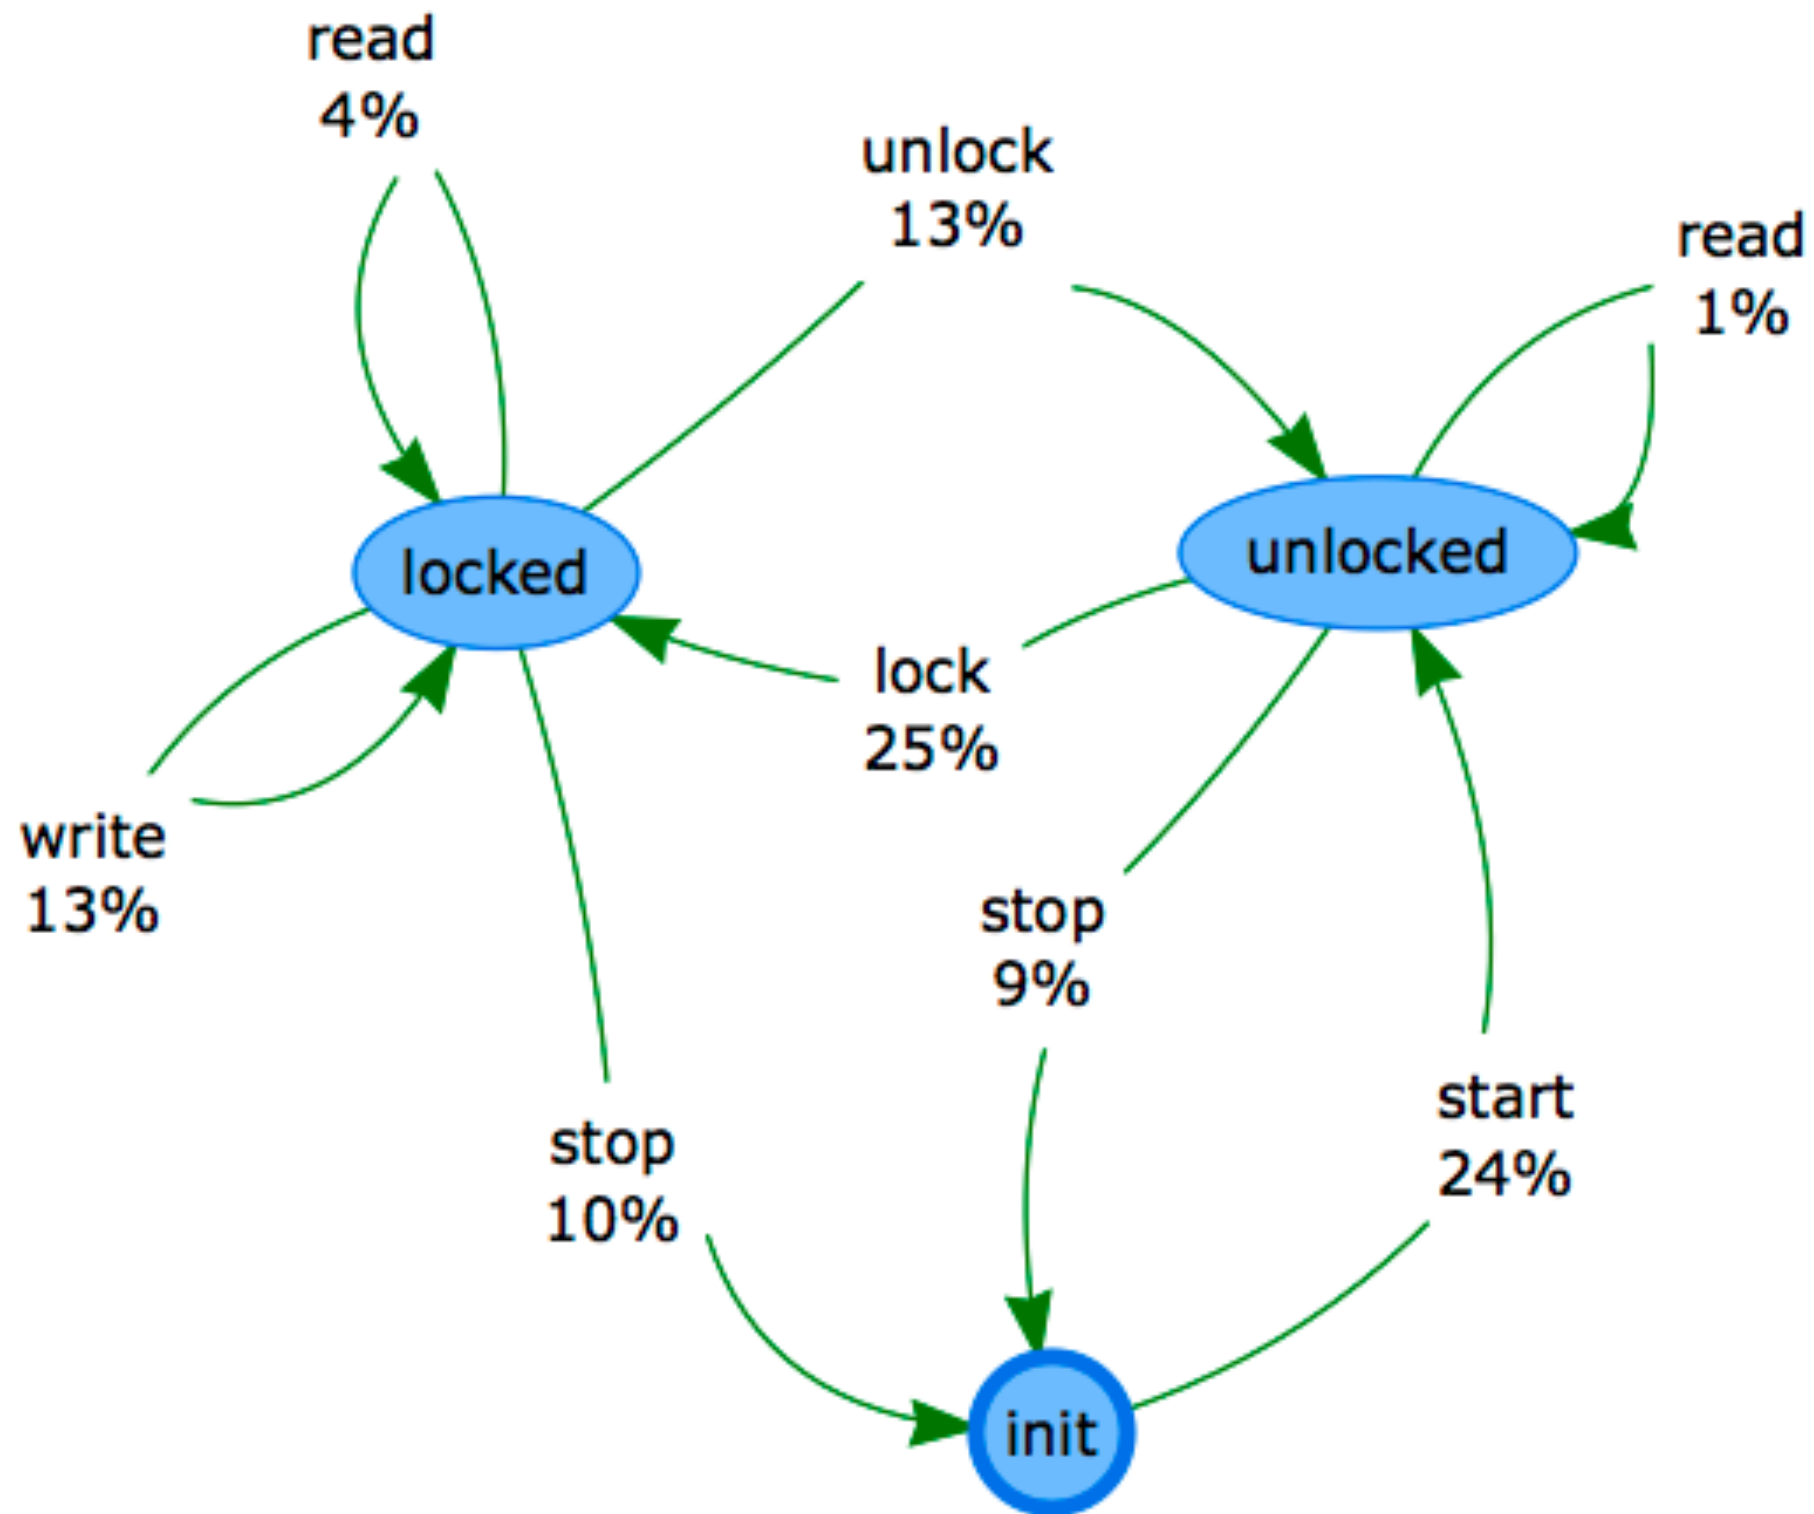 read
4%
unlock
13%
read
1%
locked
unlocked
lock
25%
write
13%
stop
9%
stop
10%
start
24%
init